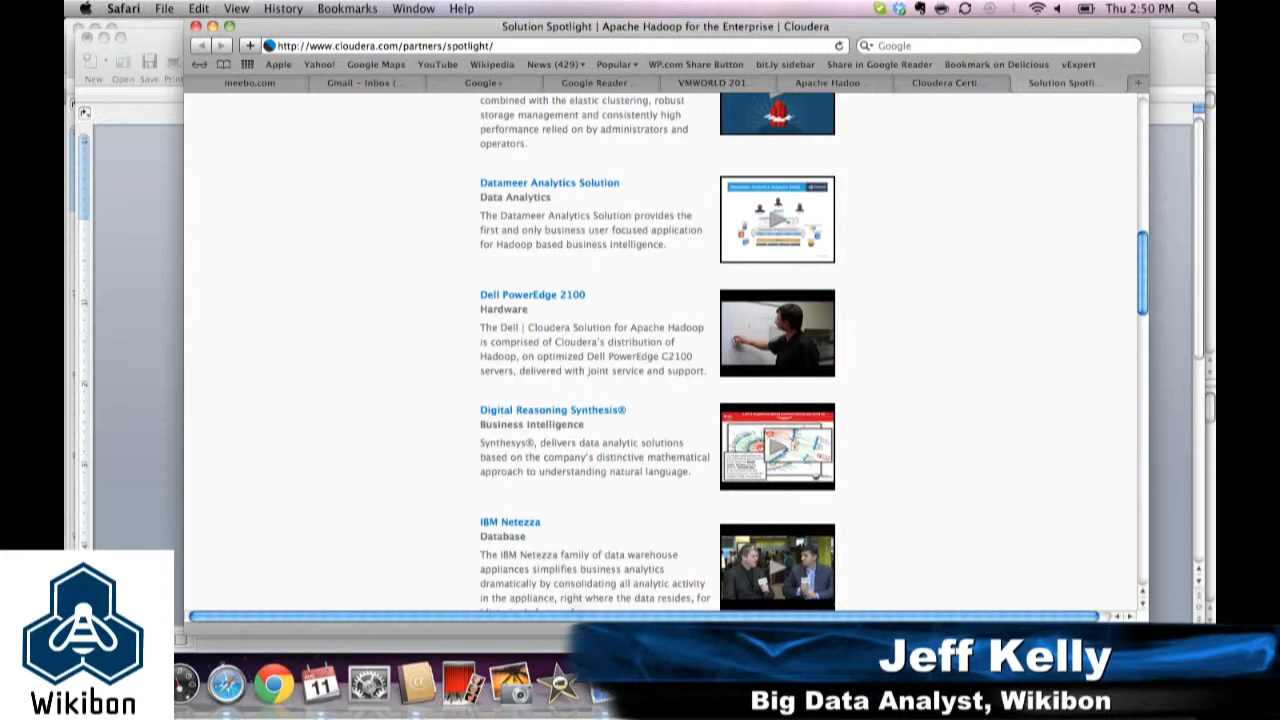 Safari File Edit View History Bookmarks Window Help Thu 2:50 PM
Solution Spotlight | Apache Hadoop for the Enterprise | Cloudera
New Open Save Print
http://www.cloudera.com/partners/spotlight/ Google
Apple Yahoo! Google Maps YouTube Wikipedia News (429) Popular WP.com Share Button bit.ly sidebar Share in Google Reader Bookmark on Delicious vExpert
meebo.com Gmail – Inbox (... Google+ Google Reader... VMWORLD 201... Apache Hadoo... Cloudera Certi... Solution Spotli...
combined with the elastic clustering, robust
storage management and consistently high
performance relied on by administrators and
operators.
Datameer Analytics Solution
Data Analytics
The Datameer Analytics Solution provides the
first and only business user focused application
for Hadoop based business intelligence.
Dell PowerEdge 2100
Hardware
The Dell | Cloudera Solution for Apache Hadoop
is comprised of Cloudera's distribution of
Hadoop, on optimized Dell PowerEdge C2100
servers, delivered with joint service and support.
Digital Reasoning Synthesis®
Business Intelligence
Synthesys®, delivers data analytic solutions
based on the company's distinctive mathematical
approach to understanding natural language.
IBM Netezza
Database
The IBM Netezza family of data warehouse
appliances simplifies business analytics
dramatically by consolidating all analytic activity
in the appliance, right where the data resides, for
11
Wikibon
Jeff Kelly
Big Data Analyst, Wikibon